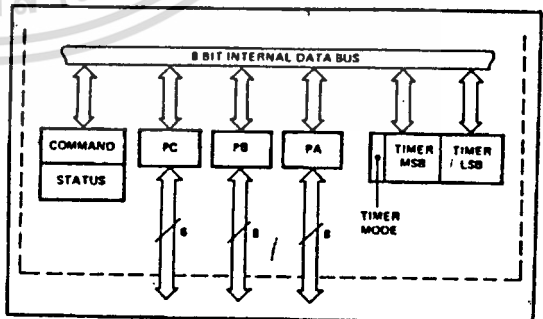 8 BIT INTERNAL DATA BUS
COMMAND
STATUS
PC
PB
PA
TIMER MSB
TIMER LSB
TIMER MODE
6
8
8